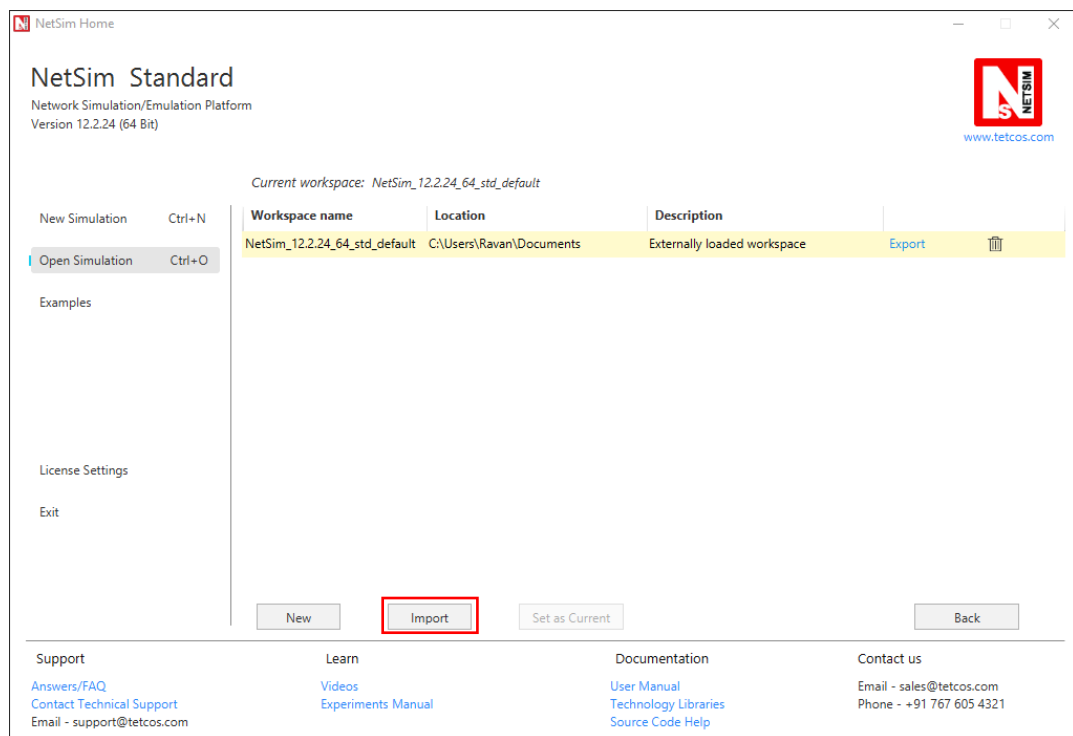 NetSim Home
NetSim Standard
Network Simulation/Emulation Platform
Version 12.2.24 (64 Bit)
NS NETSIM
www.tetcos.com
Current workspace: NetSim_12.2.24_64_std_default
New Simulation Ctrl+N
Open Simulation Ctrl+O
Examples
License Settings
Exit
Workspace name Location Description
NetSim_12.2.24_64_std_default C:\Users\Ravan\Documents Externally loaded workspace Export
New Import Set as Current Back
Support
Answers/FAQ
Contact Technical Support
Email - support@tetcos.com
Learn
Videos
Experiments Manual
Documentation
User Manual
Technology Libraries
Source Code Help
Contact us
Email - sales@tetcos.com
Phone - +91 767 605 4321